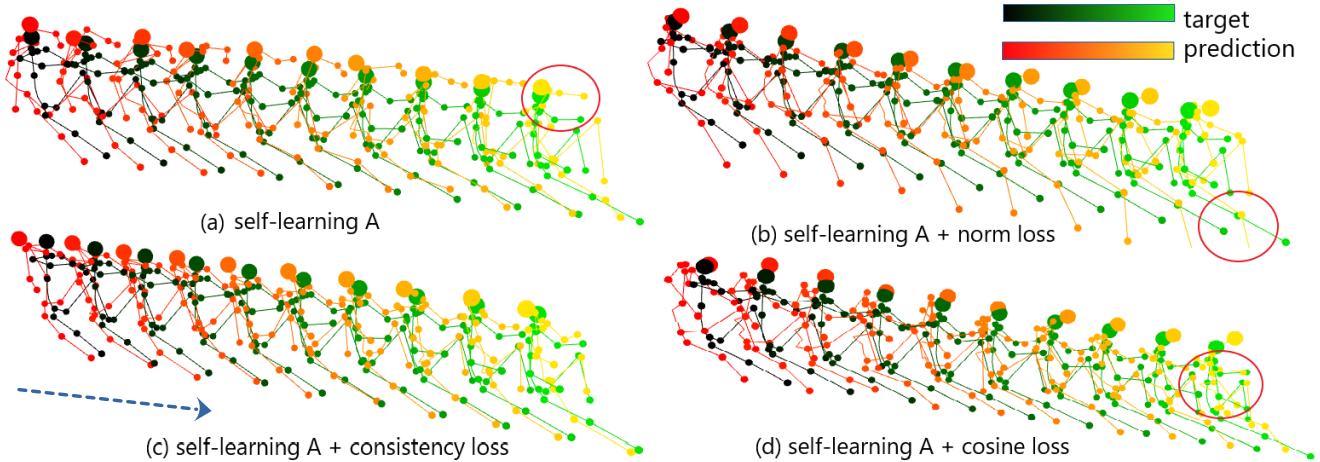 target
prediction
(a) self-learning A
(b) self-learning A + norm loss
(c) self-learning A + consistency loss
(d) self-learning A + cosine loss